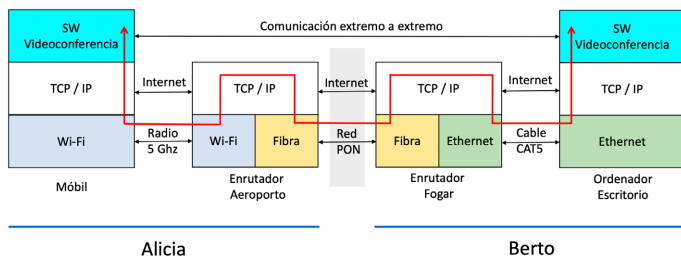 SW
Videoconferencia
Comunicación extremo a extremo
SW
Videoconferencia
TCP / IP
Internet
TCP / IP
Internet
TCP / IP
Internet
TCP / IP
Wi-Fi
Radio
5 Ghz
Wi-Fi
Fibra
Red
PON
Fibra
Ethernet
Cable
CAT5
Ethernet
Móbil
Enrutador
Aeroporto
Enrutador
Fogar
Ordenador
Escritorio
Alicia
Berto